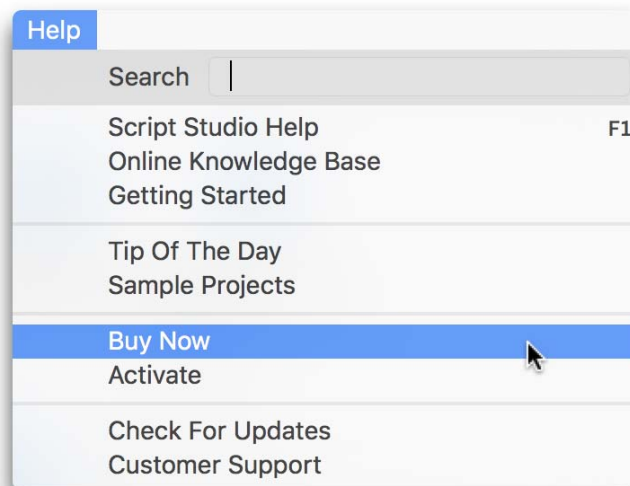 Help
Search
Script Studio Help F1
Online Knowledge Base
Getting Started
Tip Of The Day
Sample Projects
Buy Now
Activate
Check For Updates
Customer Support